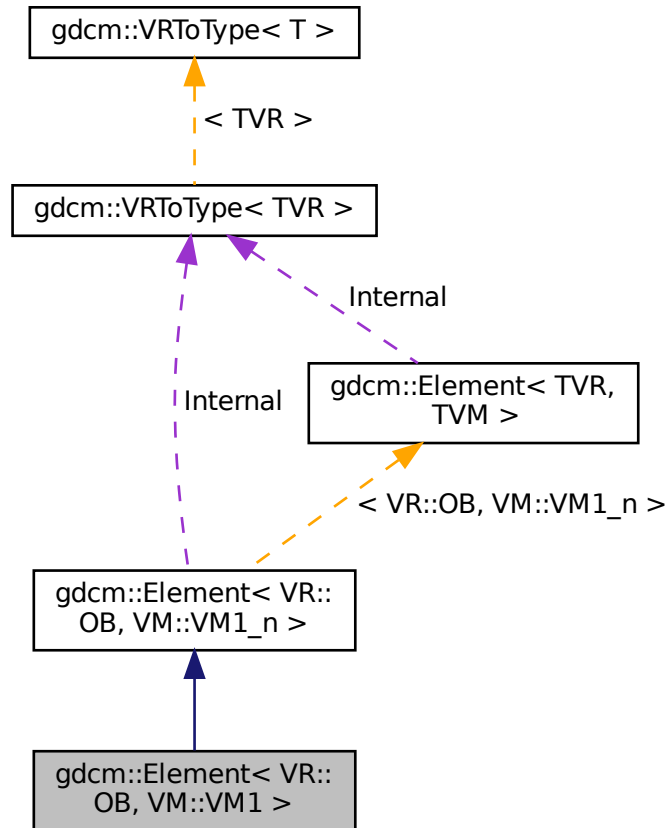 gdcm::VRToType< T >
< TVR >
gdcm::VRToType< TVR >
Internal
gdcm::Element< TVR,
TVM >
Internal
< VR::OB, VM::VM1_n >
gdcm::Element< VR::
OB, VM::VM1_n >
gdcm::Element< VR::
OB, VM::VM1 >